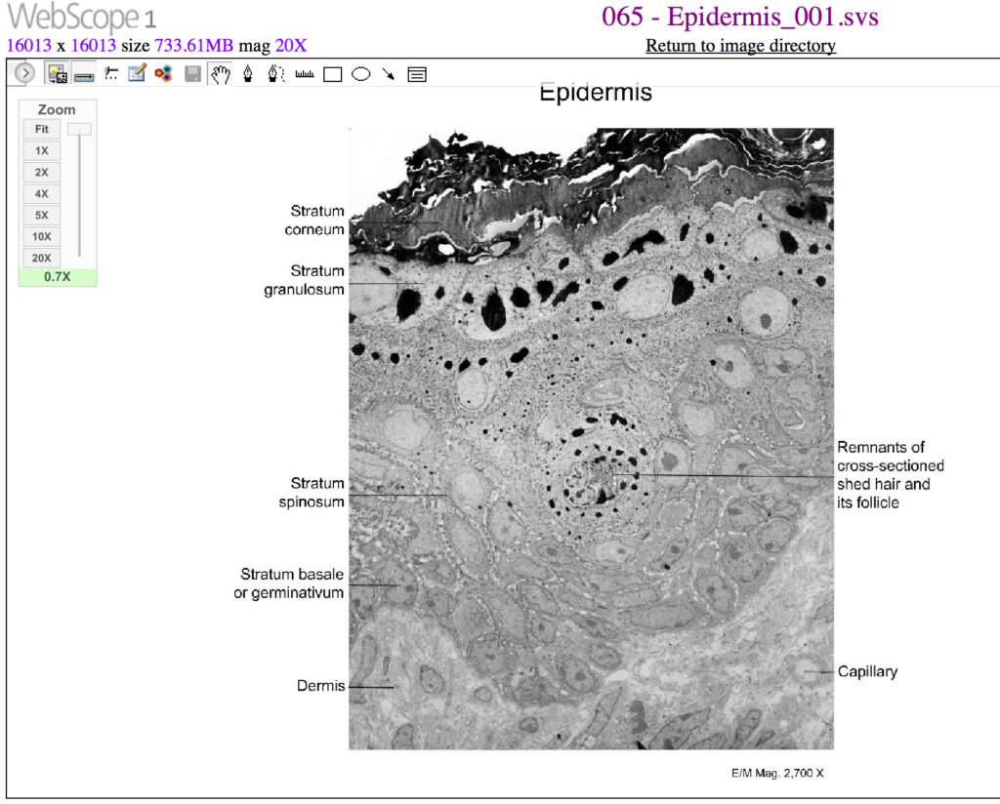 WebScope 1
065 - Epidermis_001.svs
16013 x 16013 size 733.61MB mag 20X
Return to image directory
Epidermis
Zoom
Fit
1X
2X
4X
5X
10X
20X
0.7X
Stratum
corneum
Stratum
granulosum
Remnants of
cross-sectioned
shed hair and
its follicle
Stratum
spinosum
Stratum basale
or germinativum
Capillary
Dermis
E/M Mag. 2,700 X